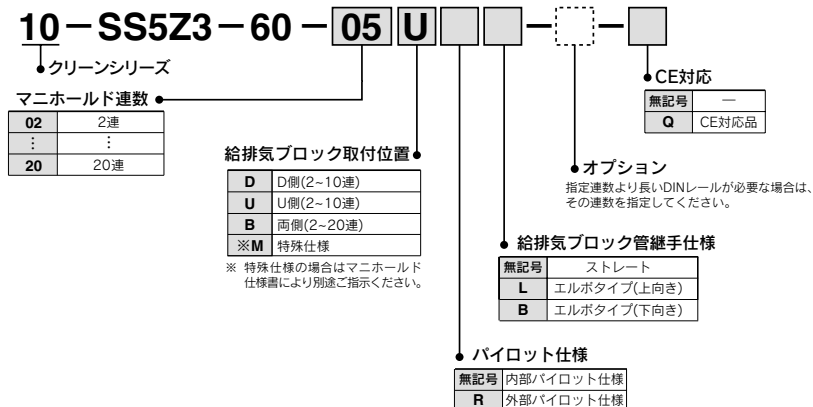 10-SS5Z3-60-05U□□-□-□
クリーンシリーズ
マニホールド連数
02 2連
⋮ ⋮
20 20連
給排気ブロック取付位置
D D側(2~10連)
U U側(2~10連)
B 両側(2~20連)
※M 特殊仕様
※ 特殊仕様の場合はマニホールド
仕様書により別途ご指示ください。
CE対応
無記号 —
Q CE対応品
オプション
指定連数より長いDINレールが必要な場合は、
その連数を指定してください。
給排気ブロック管継手仕様
無記号 ストレート
L エルボタイプ(上向き)
B エルボタイプ(下向き)
パイロット仕様
無記号 内部パイロット仕様
R 外部パイロット仕様